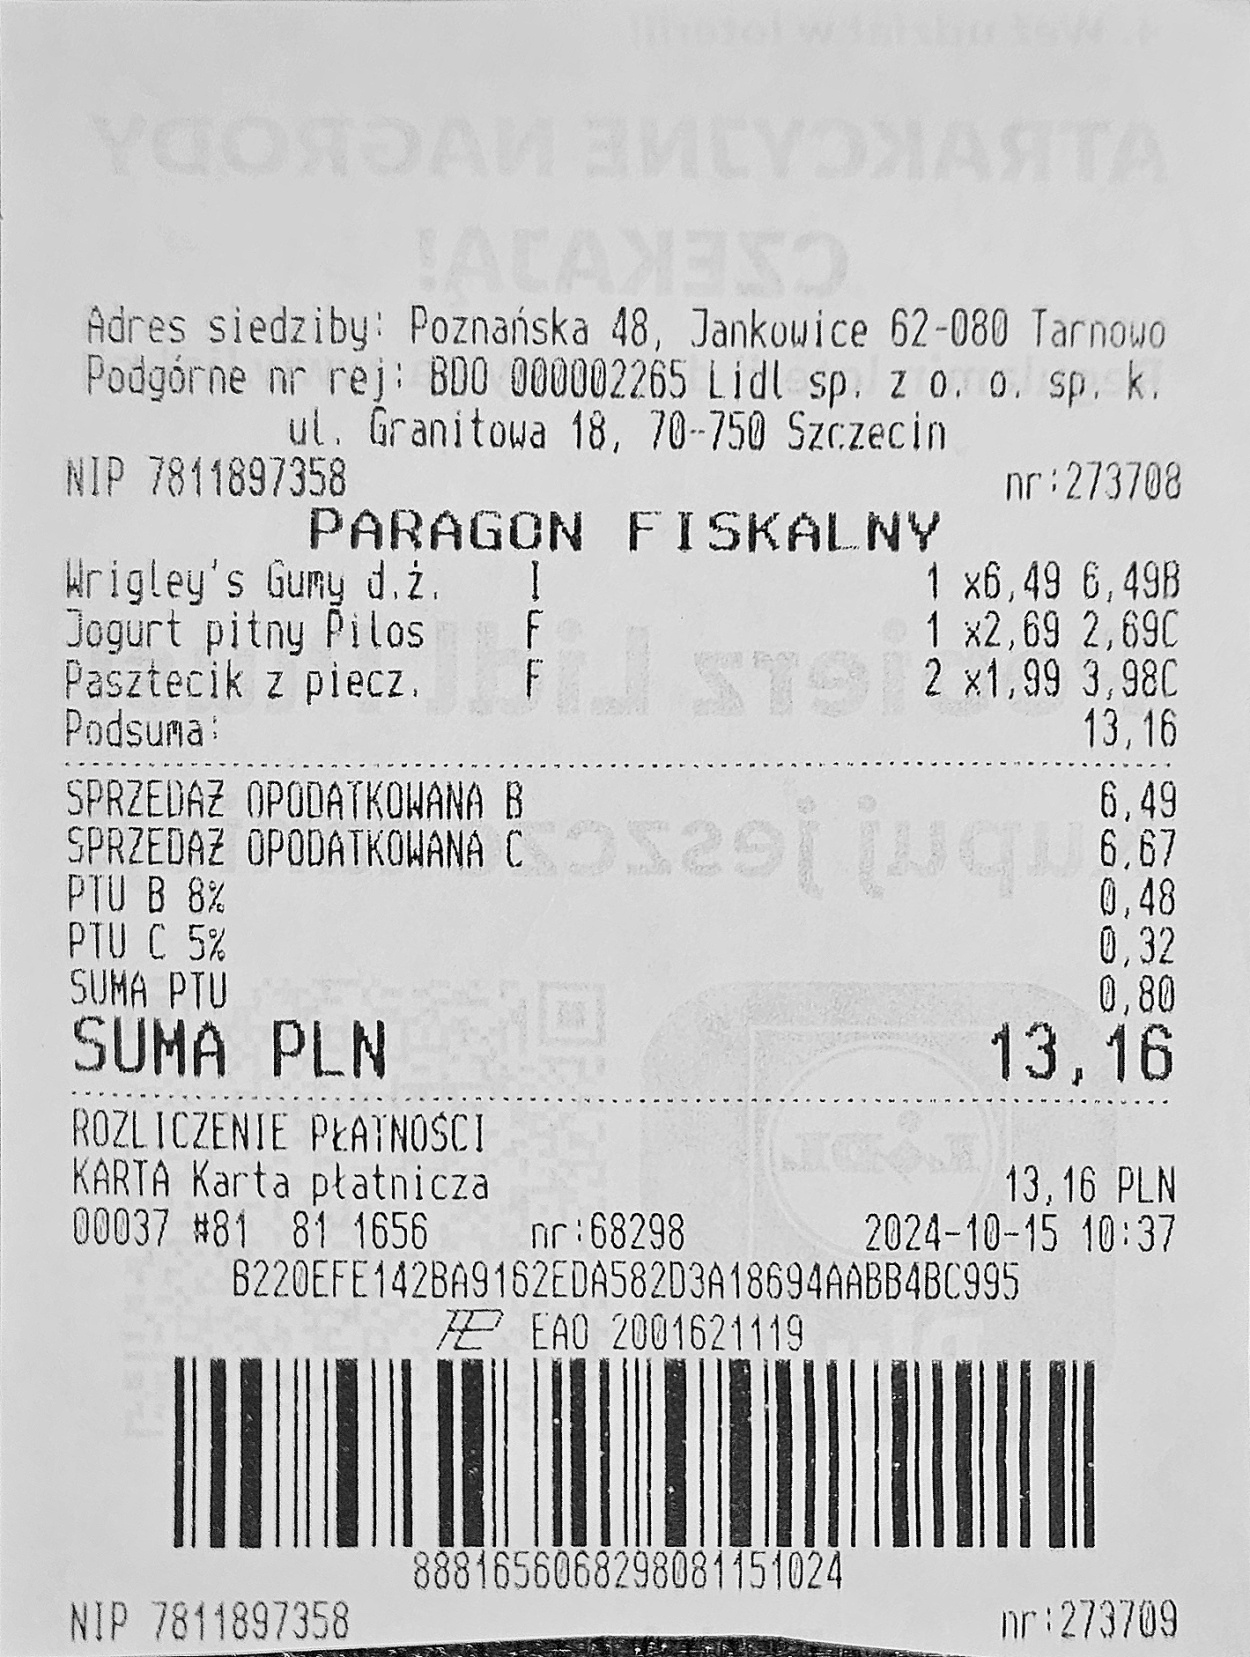 Adres siedziby: Poznańska 48, Jankowice 62-080 Tarnowo
Podgórne nr rej: BDO 000002265 Lidl sp. z o. o. sp. k.
ul. Granitowa 18, 70-750 Szczecin
NIP 7811897358 nr:273708
PARAGON FISKALNY
Wrigley's Gumy d.ż. I 1 x6,49 6,49B
Jogurt pitny Pilos F 1 x2,69 2,69C
Pasztecik z piecz. F 2 x1,99 3,98C
Podsuma: 13,16
SPRZEDAŻ OPODATKOWANA B 6,49
SPRZEDAŻ OPODATKOWANA C 6,67
PTU B 8% 0,48
PTU C 5% 0,32
SUMA PTU 0,80
SUMA PLN 13,16
ROZLICZENIE PŁATNOŚCI
KARTA Karta płatnicza 13,16 PLN
00037 #81 81 1656 nr:68298 2024-10-15 10:37
B220EFE142BA9162EDA582D3A18694AABB4BC995
EAO 2001621119
8881656068298081151024
NIP 7811897358 nr:273709